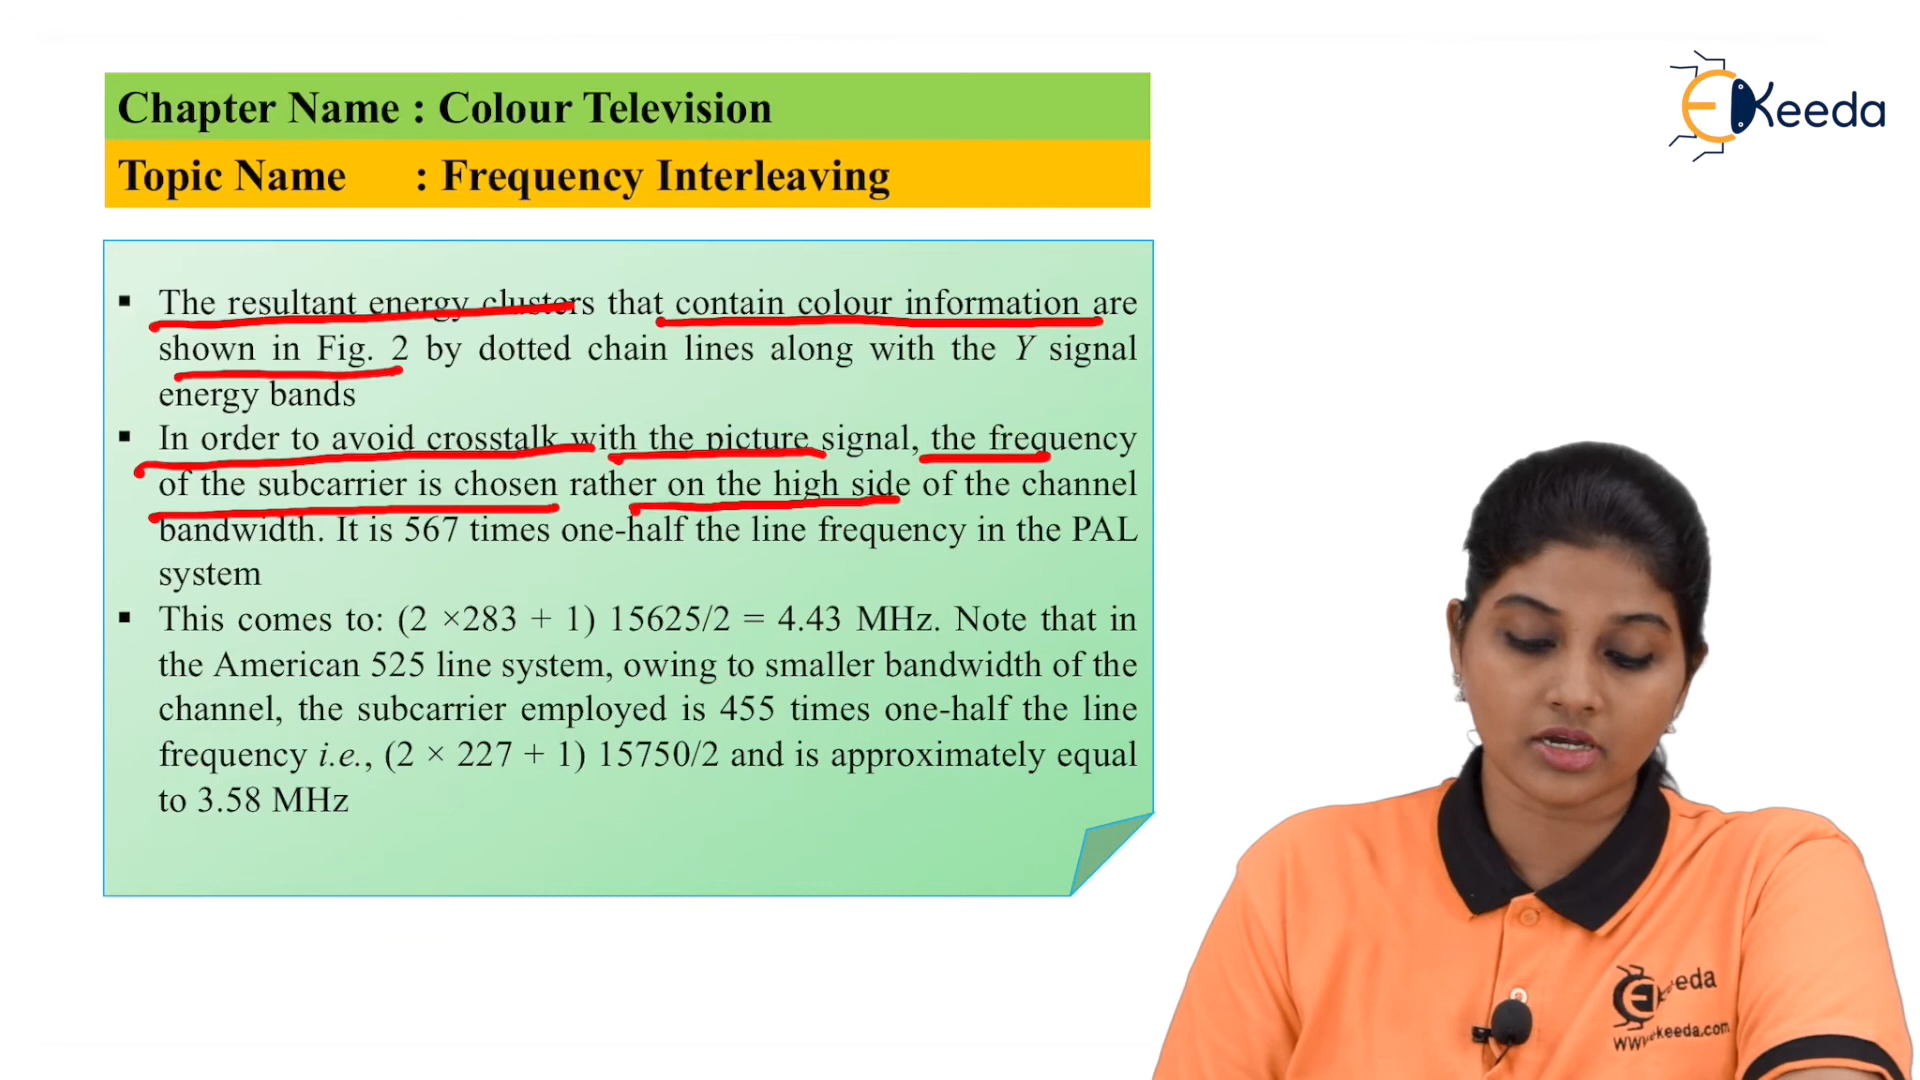 Chapter Name : Colour Television
Topic Name : Frequency Interleaving
EKeeda
▪ The resultant energy clusters that contain colour information are
shown in Fig. 2 by dotted chain lines along with the Y signal
energy bands
▪ In order to avoid crosstalk with the picture signal, the frequency
of the subcarrier is chosen rather on the high side of the channel
bandwidth. It is 567 times one-half the line frequency in the PAL
system
▪ This comes to: (2 ×283 + 1) 15625/2 = 4.43 MHz. Note that in
the American 525 line system, owing to smaller bandwidth of the
channel, the subcarrier employed is 455 times one-half the line
frequency i.e., (2 × 227 + 1) 15750/2 and is approximately equal
to 3.58 MHz